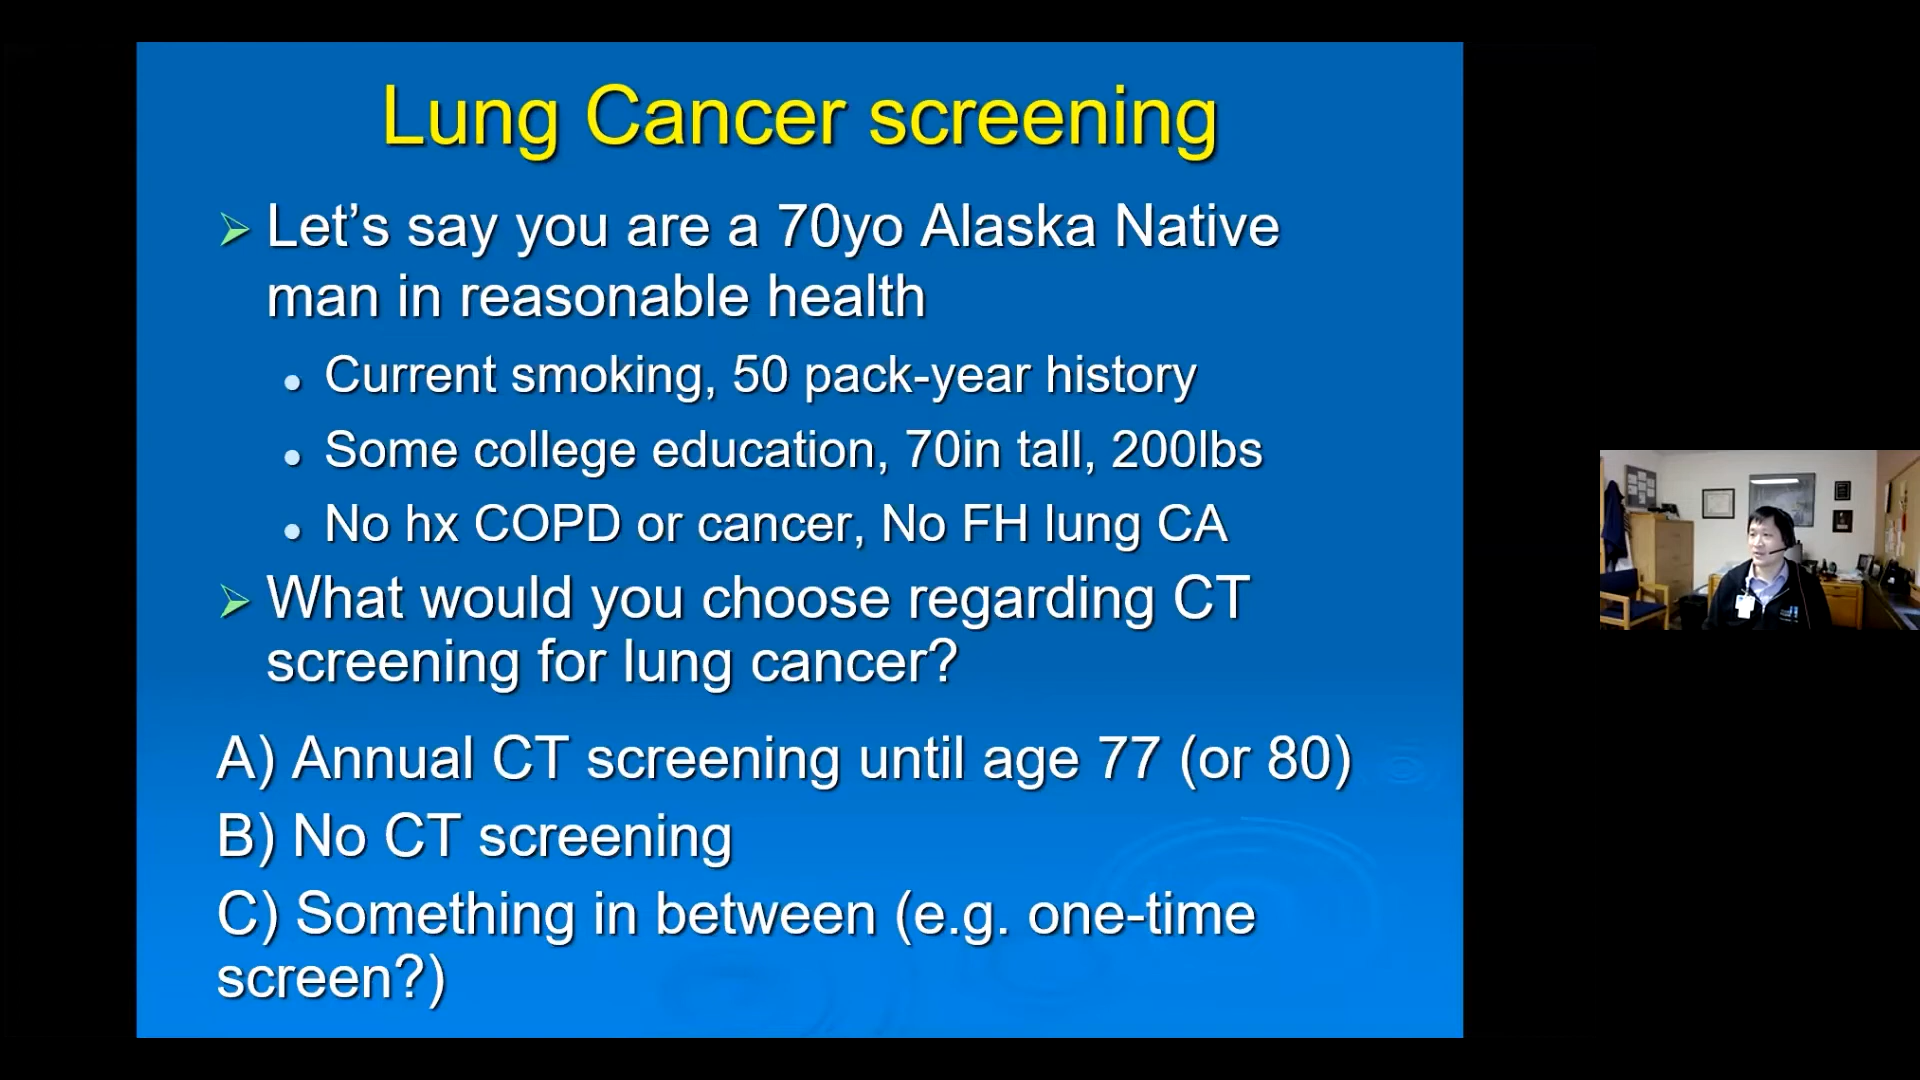 Lung Cancer screening
Let's say you are a 70yo Alaska Native
man in reasonable health
Current smoking, 50 pack-year history
Some college education, 70in tall, 200lbs
No hx COPD or cancer, No FH lung CA
What would you choose regarding CT
screening for lung cancer?
A) Annual CT screening until age 77 (or 80)
B) No CT screening
C) Something in between (e.g. one-time
screen?)